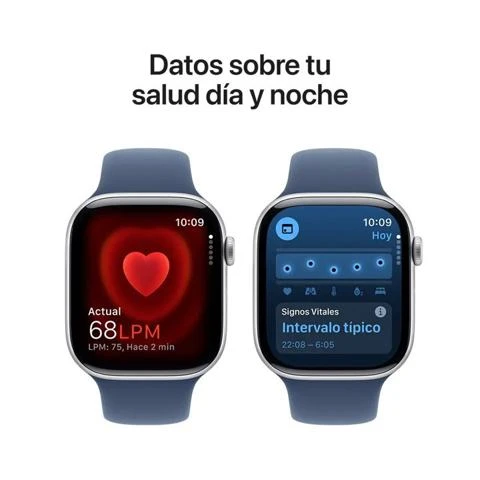 Datos sobre tu
salud día y noche
10:09
Actual
68LPM
LPM: 75, Hace 2 min
10:09
Hoy
Signos Vitales
Intervalo típico
22:08 – 6:05